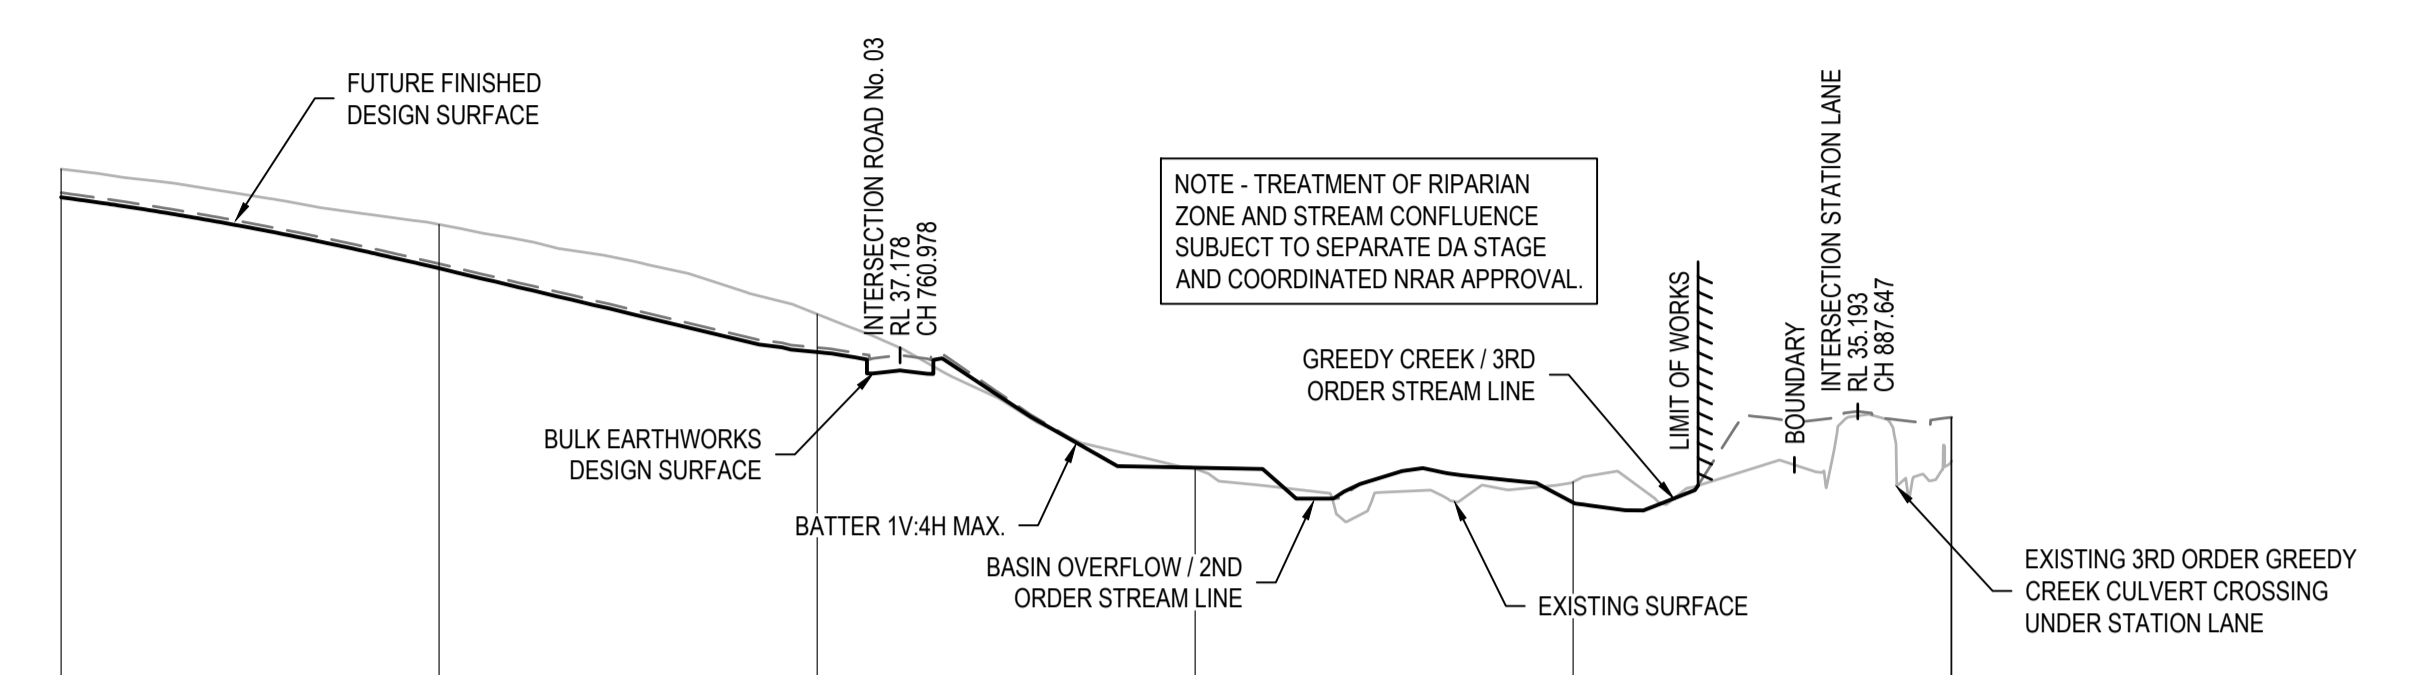 FUTURE FINISHED
DESIGN SURFACE
INTERSECTION ROAD No. 03
RL 37.178
CH 760.978
NOTE - TREATMENT OF RIPARIAN
ZONE AND STREAM CONFLUENCE
SUBJECT TO SEPARATE DA STAGE
AND COORDINATED NRAR APPROVAL.
INTERSECTION STATION LANE
RL 35.193
CH 887.647
LIMIT OF WORKS
BOUNDARY
GREEDY CREEK / 3RD
ORDER STREAM LINE
BULK EARTHWORKS
DESIGN SURFACE
BATTER 1V:4H MAX.
BASIN OVERFLOW / 2ND
ORDER STREAM LINE
EXISTING SURFACE
EXISTING 3RD ORDER GREEDY
CREEK CULVERT CROSSING
UNDER STATION LANE